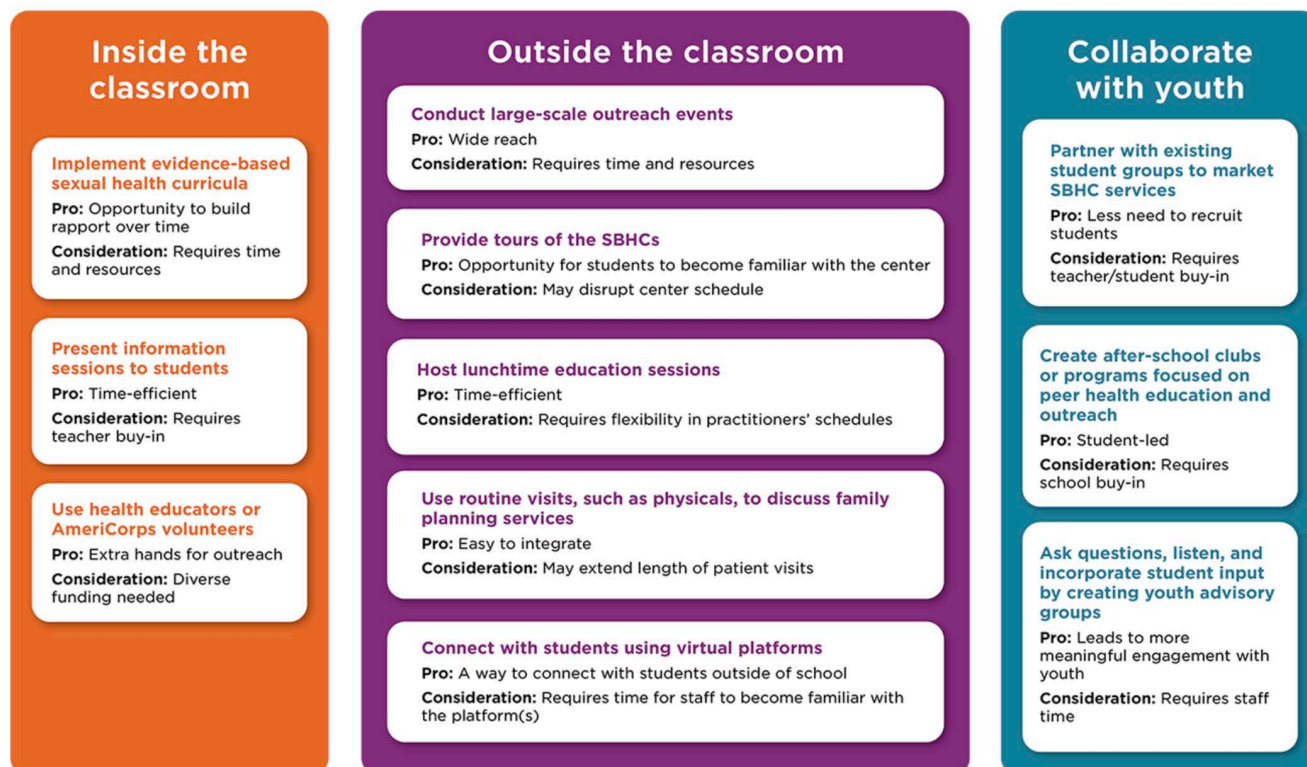 Inside the
classroom
Implement evidence-based
sexual health curricula
Pro: Opportunity to build
rapport over time
Consideration: Requires time
and resources
Present information
sessions to students
Pro: Time-efficient
Consideration: Requires
teacher buy-in
Use health educators or
AmeriCorps volunteers
Pro: Extra hands for outreach
Consideration: Diverse
funding needed
Outside the classroom
Conduct large-scale outreach events
Pro: Wide reach
Consideration: Requires time and resources
Provide tours of the SBHCs
Pro: Opportunity for students to become familiar with the center
Consideration: May disrupt center schedule
Host lunchtime education sessions
Pro: Time-efficient
Consideration: Requires flexibility in practitioners’ schedules
Use routine visits, such as physicals, to discuss family
planning services
Pro: Easy to integrate
Consideration: May extend length of patient visits
Connect with students using virtual platforms
Pro: A way to connect with students outside of school
Consideration: Requires time for staff to become familiar with
the platform(s)
Collaborate
with youth
Partner with existing
student groups to market
SBHC services
Pro: Less need to recruit
students
Consideration: Requires
teacher/student buy-in
Create after-school clubs
or programs focused on
peer health education and
outreach
Pro: Student-led
Consideration: Requires
school buy-in
Ask questions, listen, and
incorporate student input
by creating youth advisory
groups
Pro: Leads to more
meaningful engagement with
youth
Consideration: Requires staff
time